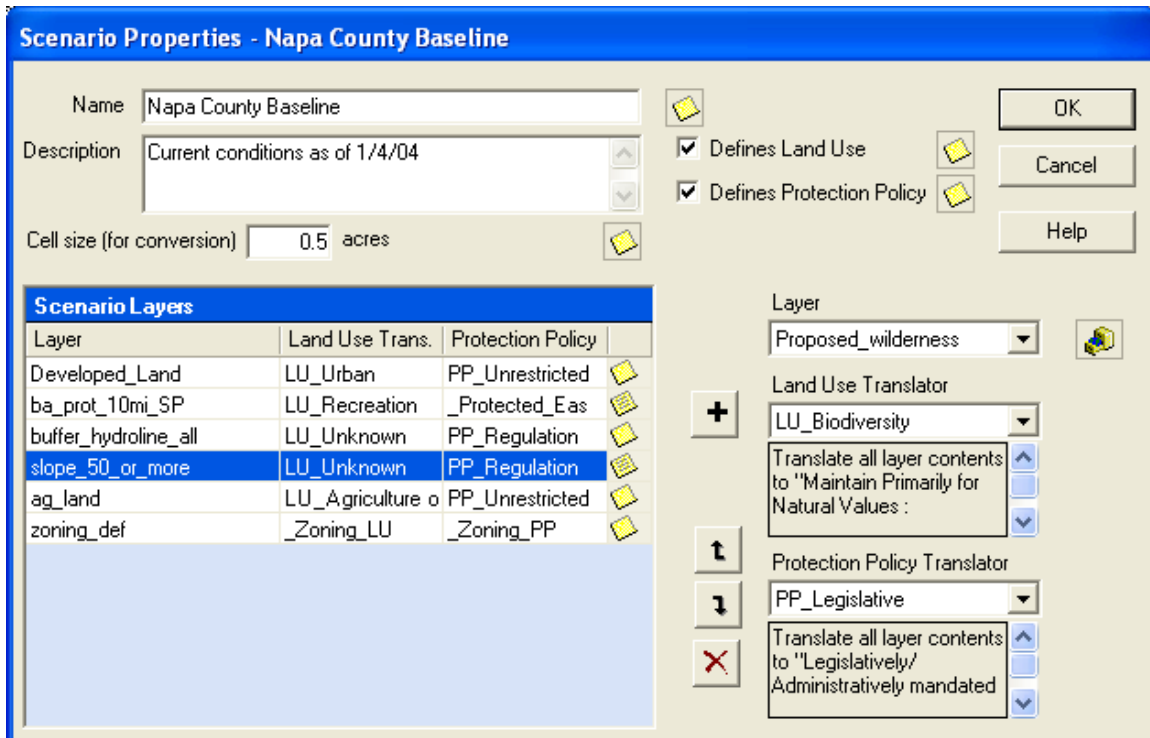 Scenario Properties - Napa County Baseline
Name Napa County Baseline
Description Current conditions as of 1/4/04
Cell size (for conversion) 0.5 acres
Defines Land Use
Defines Protection Policy
OK
Cancel
Help
Scenario Layers
Layer Land Use Trans. Protection Policy
Developed_Land LU_Urban PP_Unrestricted
ba_prot_10mi_SP LU_Recreation _Protected_Eas
buffer_hydroline_all LU_Unknown PP_Regulation
slope_50_or_more LU_Unknown PP_Regulation
ag_land LU_Agriculture o PP_Unrestricted
zoning_def _Zoning_LU _Zoning_PP
Layer
Proposed_wilderness
Land Use Translator
LU_Biodiversity
Translate all layer contents
to "Maintain Primarily for
Natural Values :
Protection Policy Translator
PP_Legislative
Translate all layer contents
to "Legislatively/
Administratively mandated